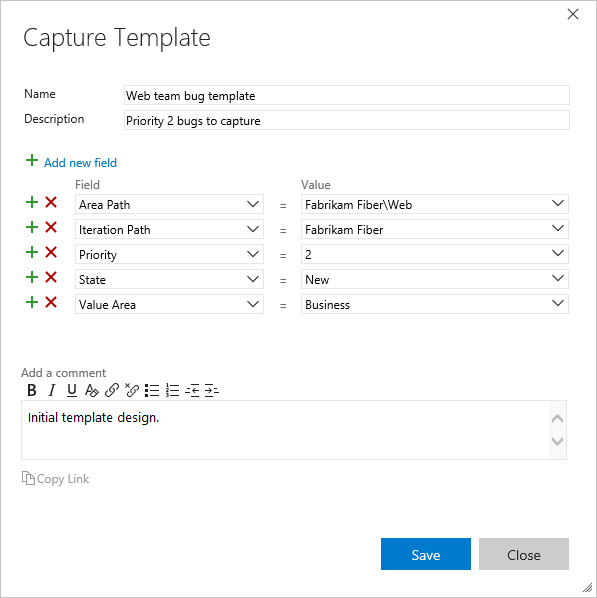 Capture Template
Name Web team bug template
Description Priority 2 bugs to capture
Add new field
Field Value
Area Path = Fabrikam Fiber\Web
Iteration Path = Fabrikam Fiber
Priority = 2
State = New
Value Area = Business
Add a comment
B I U A
Initial template design.
Copy Link
Save Close